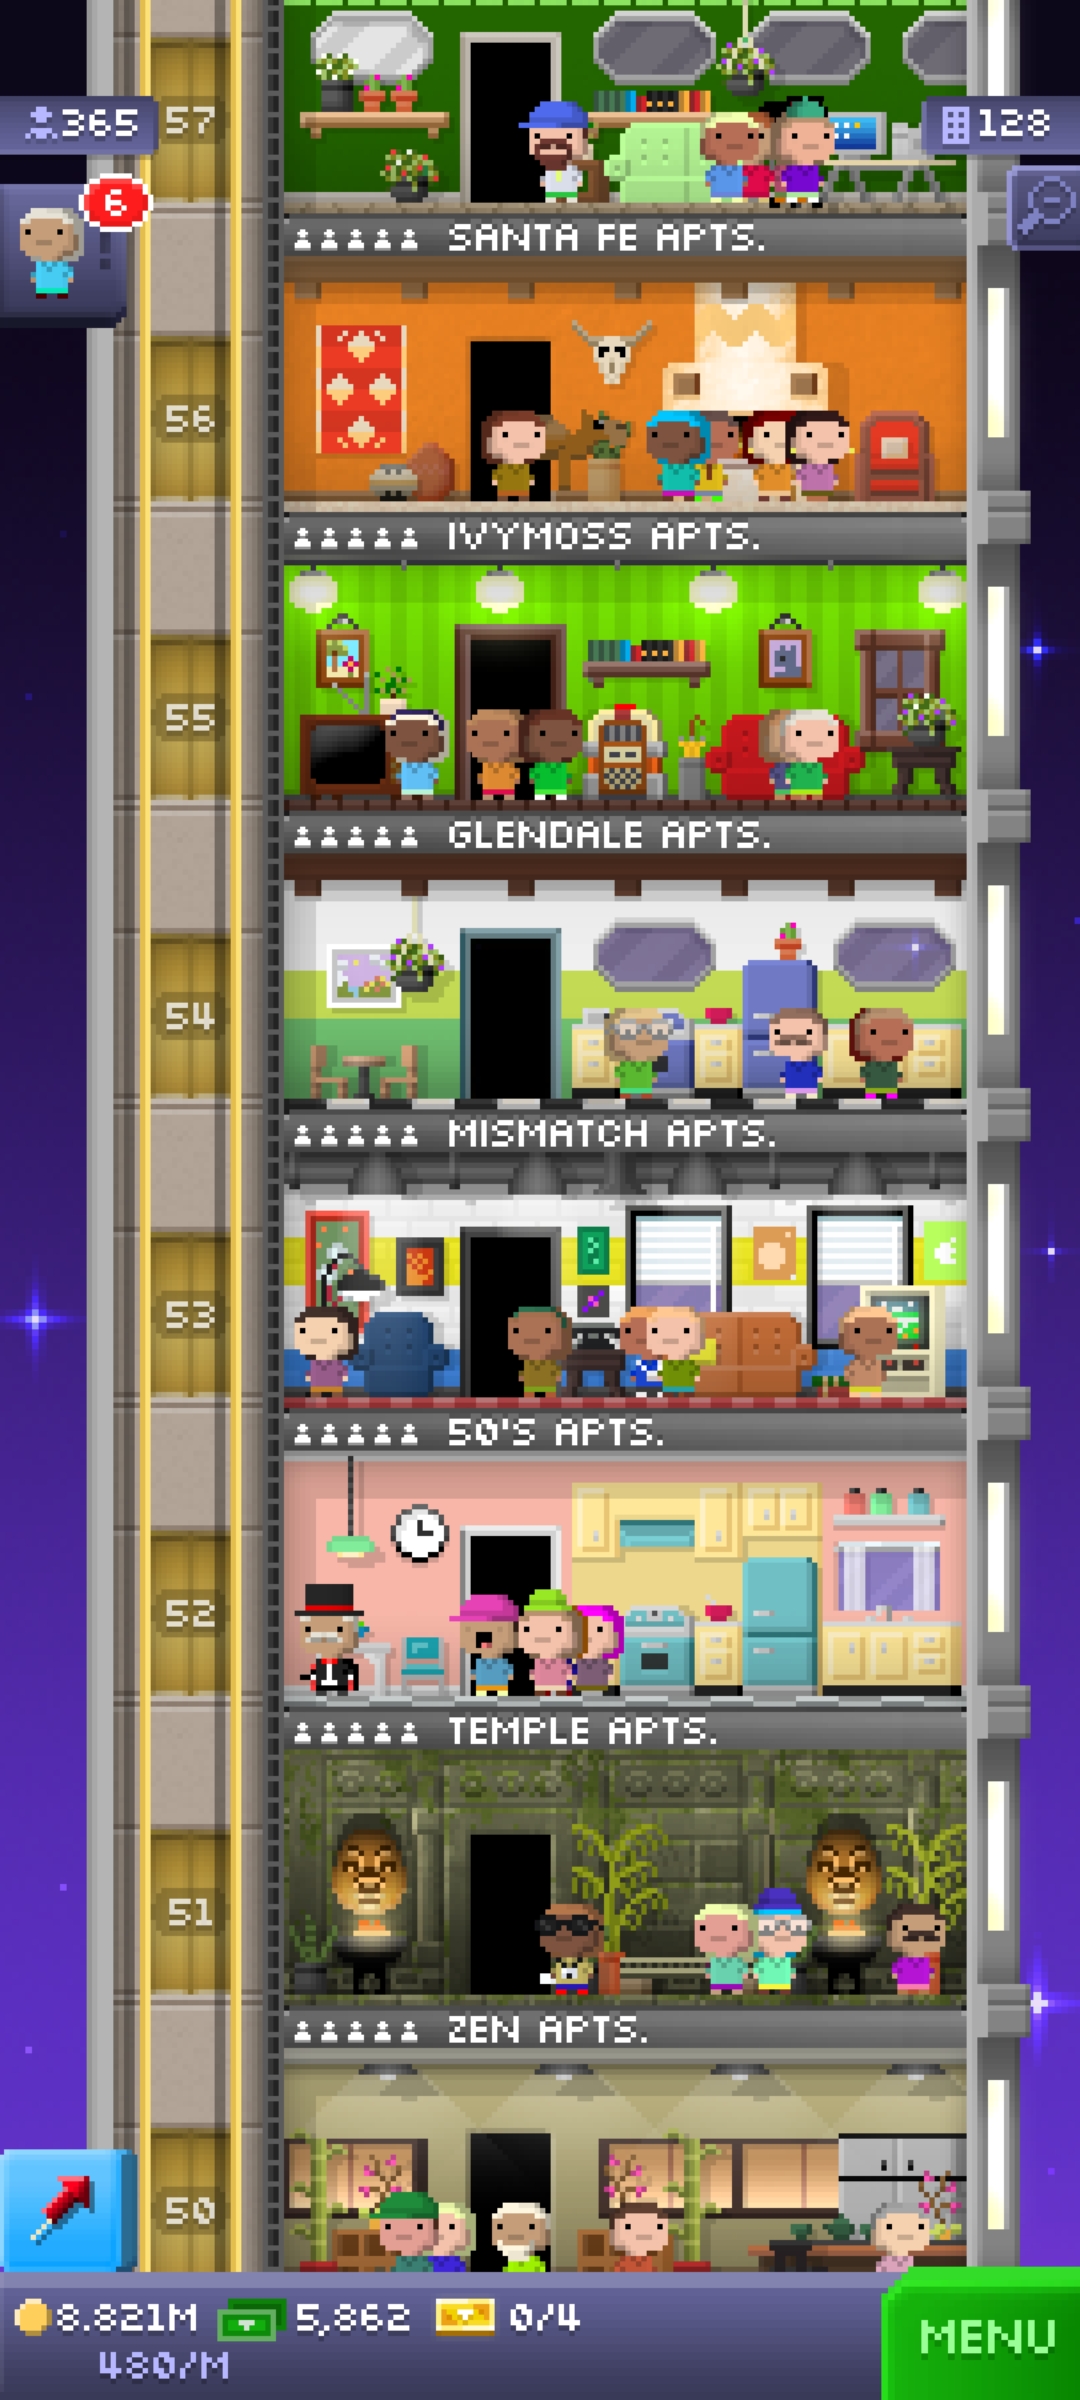 365
57
128
6
SANTA FE APTS.
56
IVYMOSS APTS.
55
GLENDALE APTS.
54
MISMATCH APTS.
53
50'S APTS.
52
TEMPLE APTS.
51
ZEN APTS.
50
8.821M 5,862 0/4
480/M
MENU